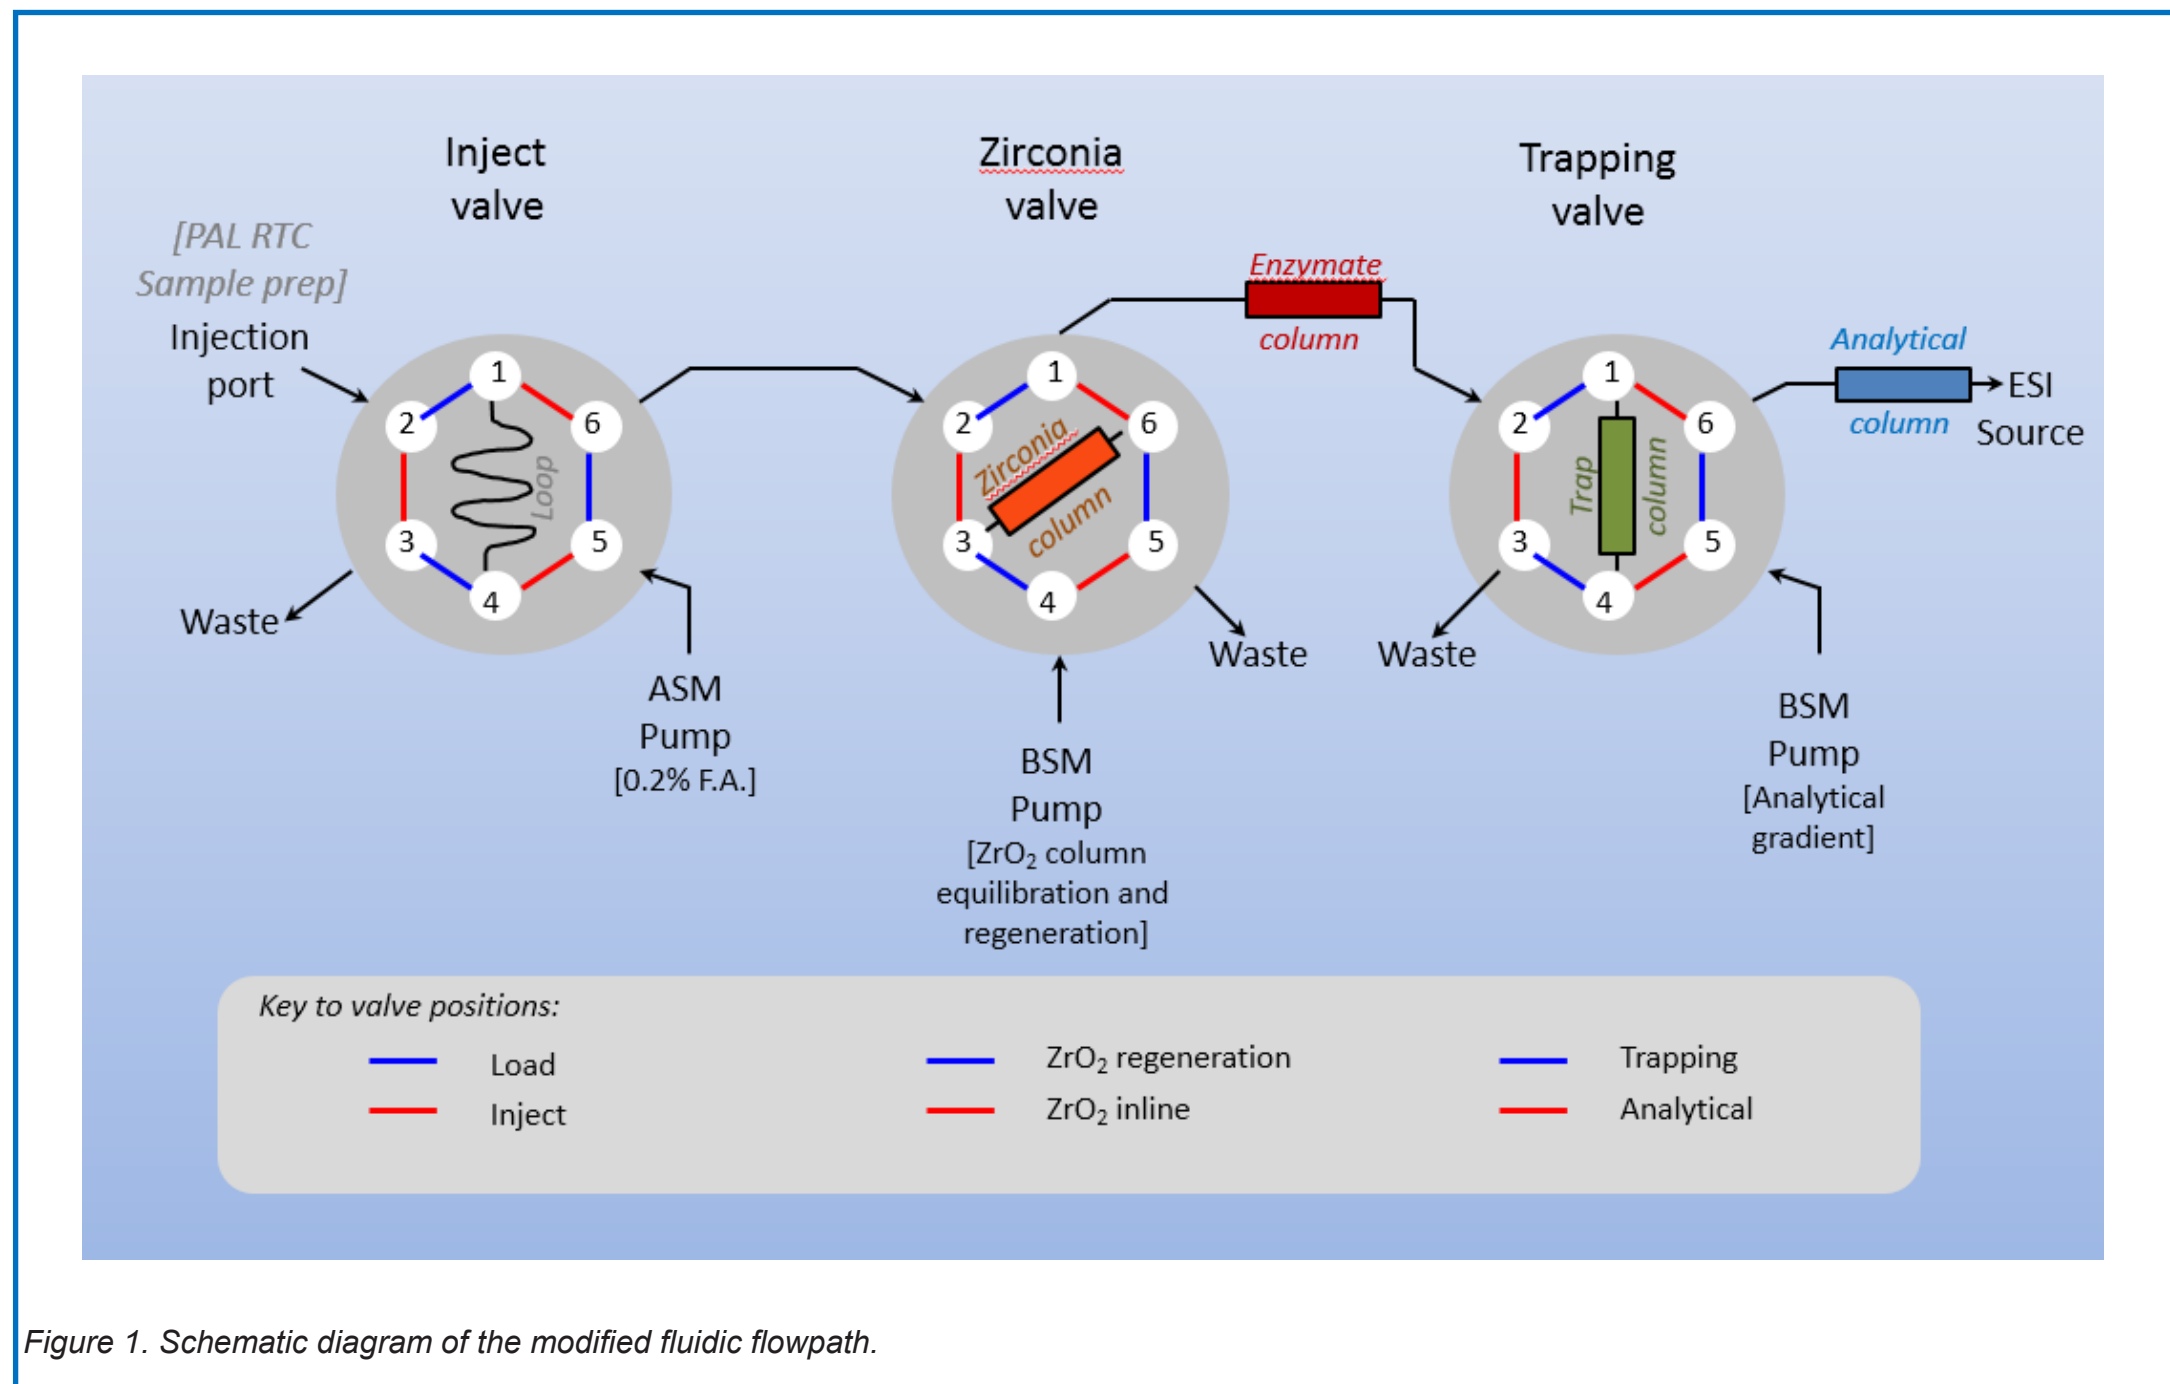 Inject
valve
Zirconia
valve
Trapping
valve
[PAL RTC
Sample prep]
Injection
port
Enzymate
column
Analytical
column
ESI
Source
1
2
3
4
5
6
Loop
1
2
3
4
5
6
Zirconia
column
1
2
3
4
5
6
Trap
column
Waste
Waste
Waste
ASM
Pump
[0.2% F.A.]
BSM
Pump
[ZrO₂ column
equilibration and
regeneration]
BSM
Pump
[Analytical
gradient]
Key to valve positions:
Load
Inject
ZrO₂ regeneration
ZrO₂ inline
Trapping
Analytical
Figure 1. Schematic diagram of the modified fluidic flowpath.